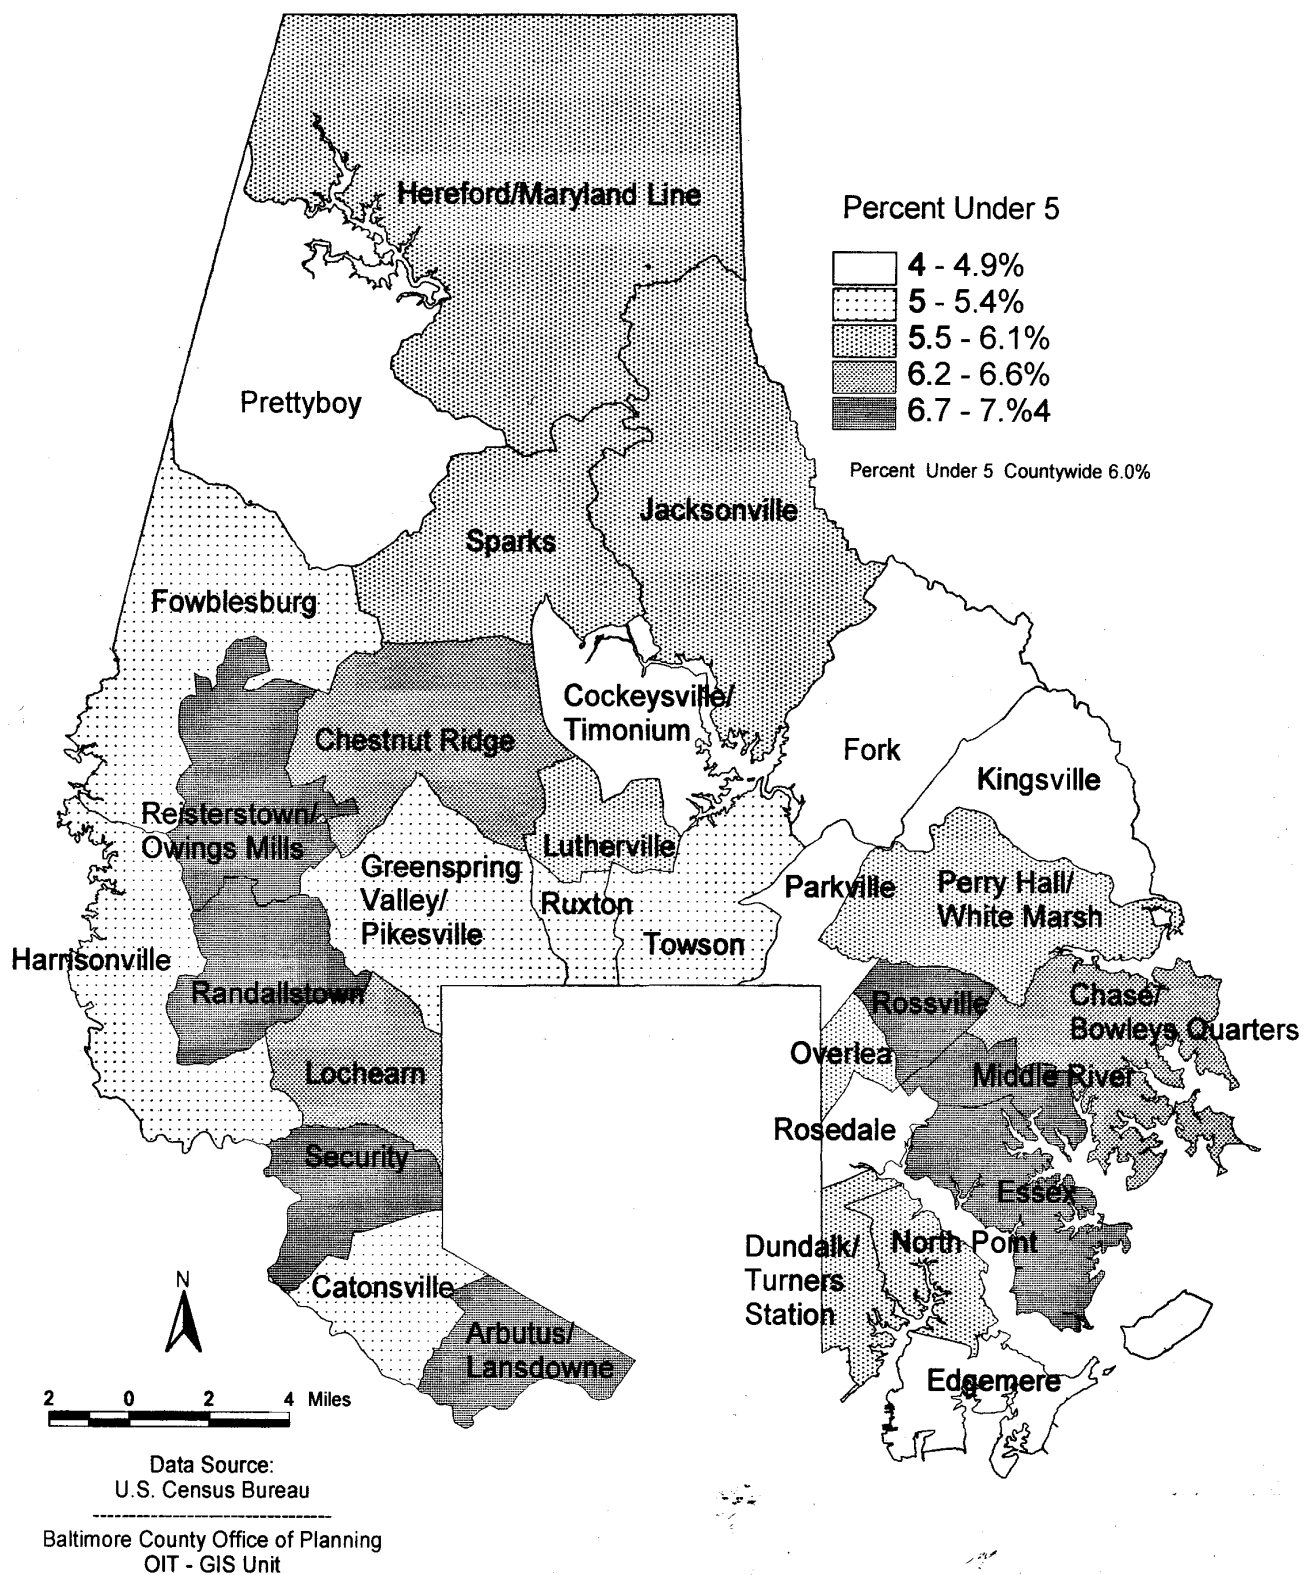 Hereford/Maryland Line
Percent Under 5
4 - 4.9%
5 - 5.4%
5.5 - 6.1%
6.2 - 6.6%
6.7 - 7.%4
Percent Under 5 Countywide 6.0%
Prettyboy
Jacksonville
Sparks
Fowblesburg
Cockeysville/
Timonium
Chestnut Ridge
Fork
Kingsville
Reisterstown/
Owings Mills
Lutherville
Greenspring
Valley/
Pikesville
Ruxton
Parkville
Perry Hall/
White Marsh
Towson
Harrisonville
Randallstown
Rossville
Chase/
Bowleys Quarters
Overlea
Lochearn
Middle River
Rosedale
Security
Essex
North Point
Dundalk/
Turners
Station
Catonsville
Arbutus/
Lansdowne
Edgemere
N
2 0 2 4 Miles
Data Source:
U.S. Census Bureau
------------------------------
Baltimore County Office of Planning
OIT - GIS Unit